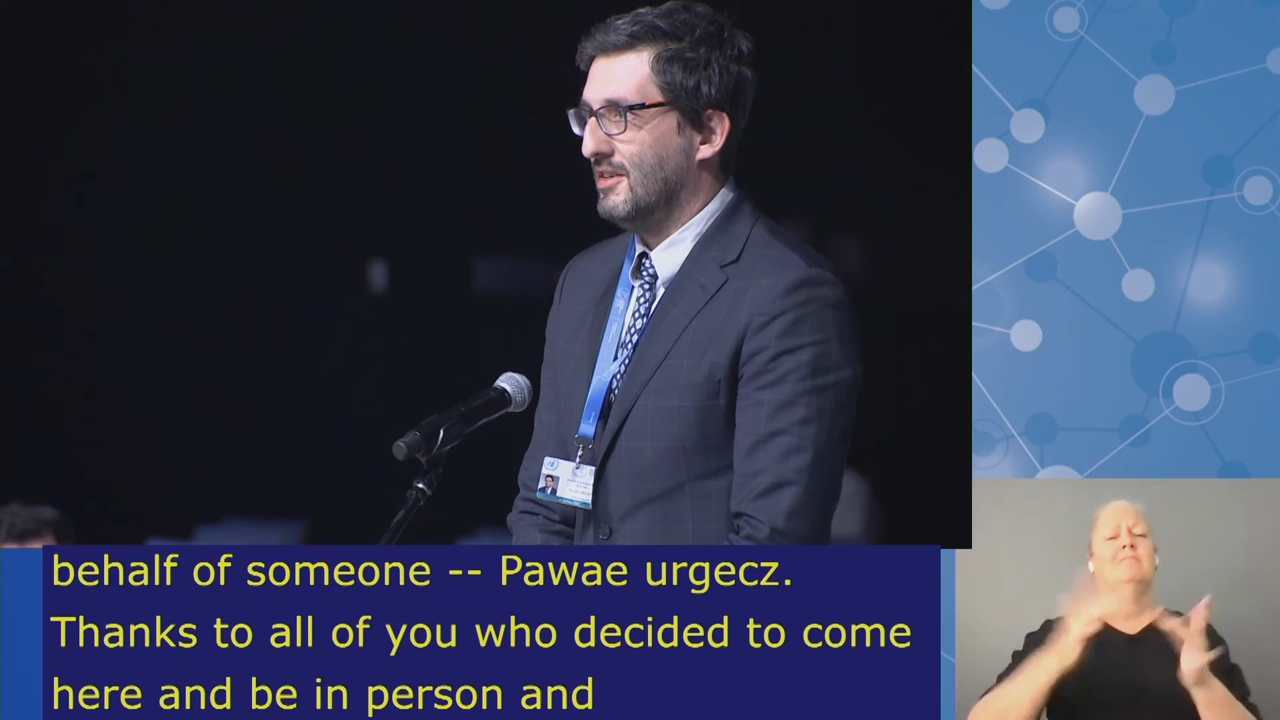 behalf of someone -- Pawae urgecz.
Thanks to all of you who decided to come
here and be in person and